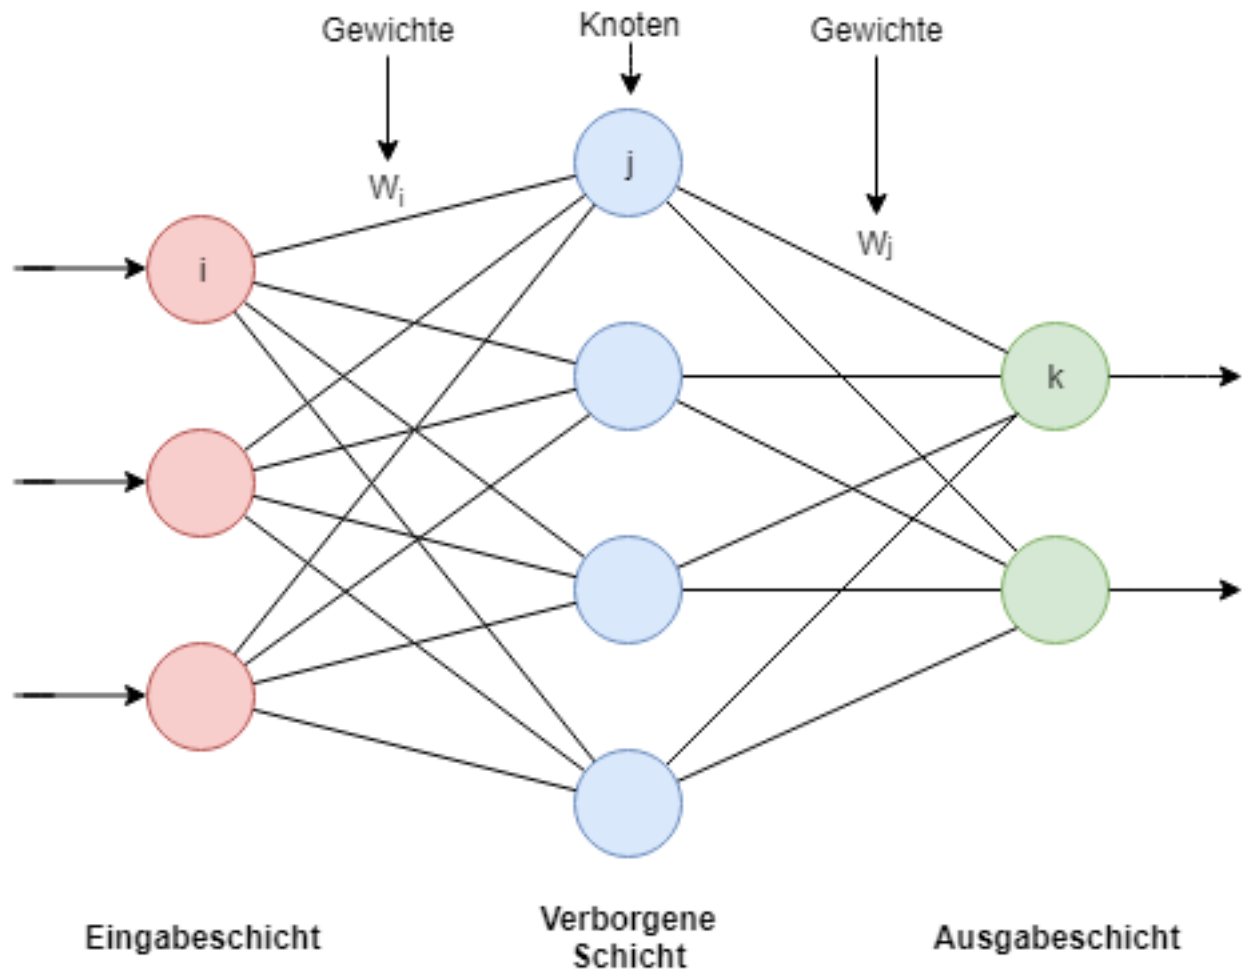 Gewichte
Knoten
Gewichte
j
Wi
Wj
i
k
Eingabeschicht
Verborgene
Schicht
Ausgabeschicht